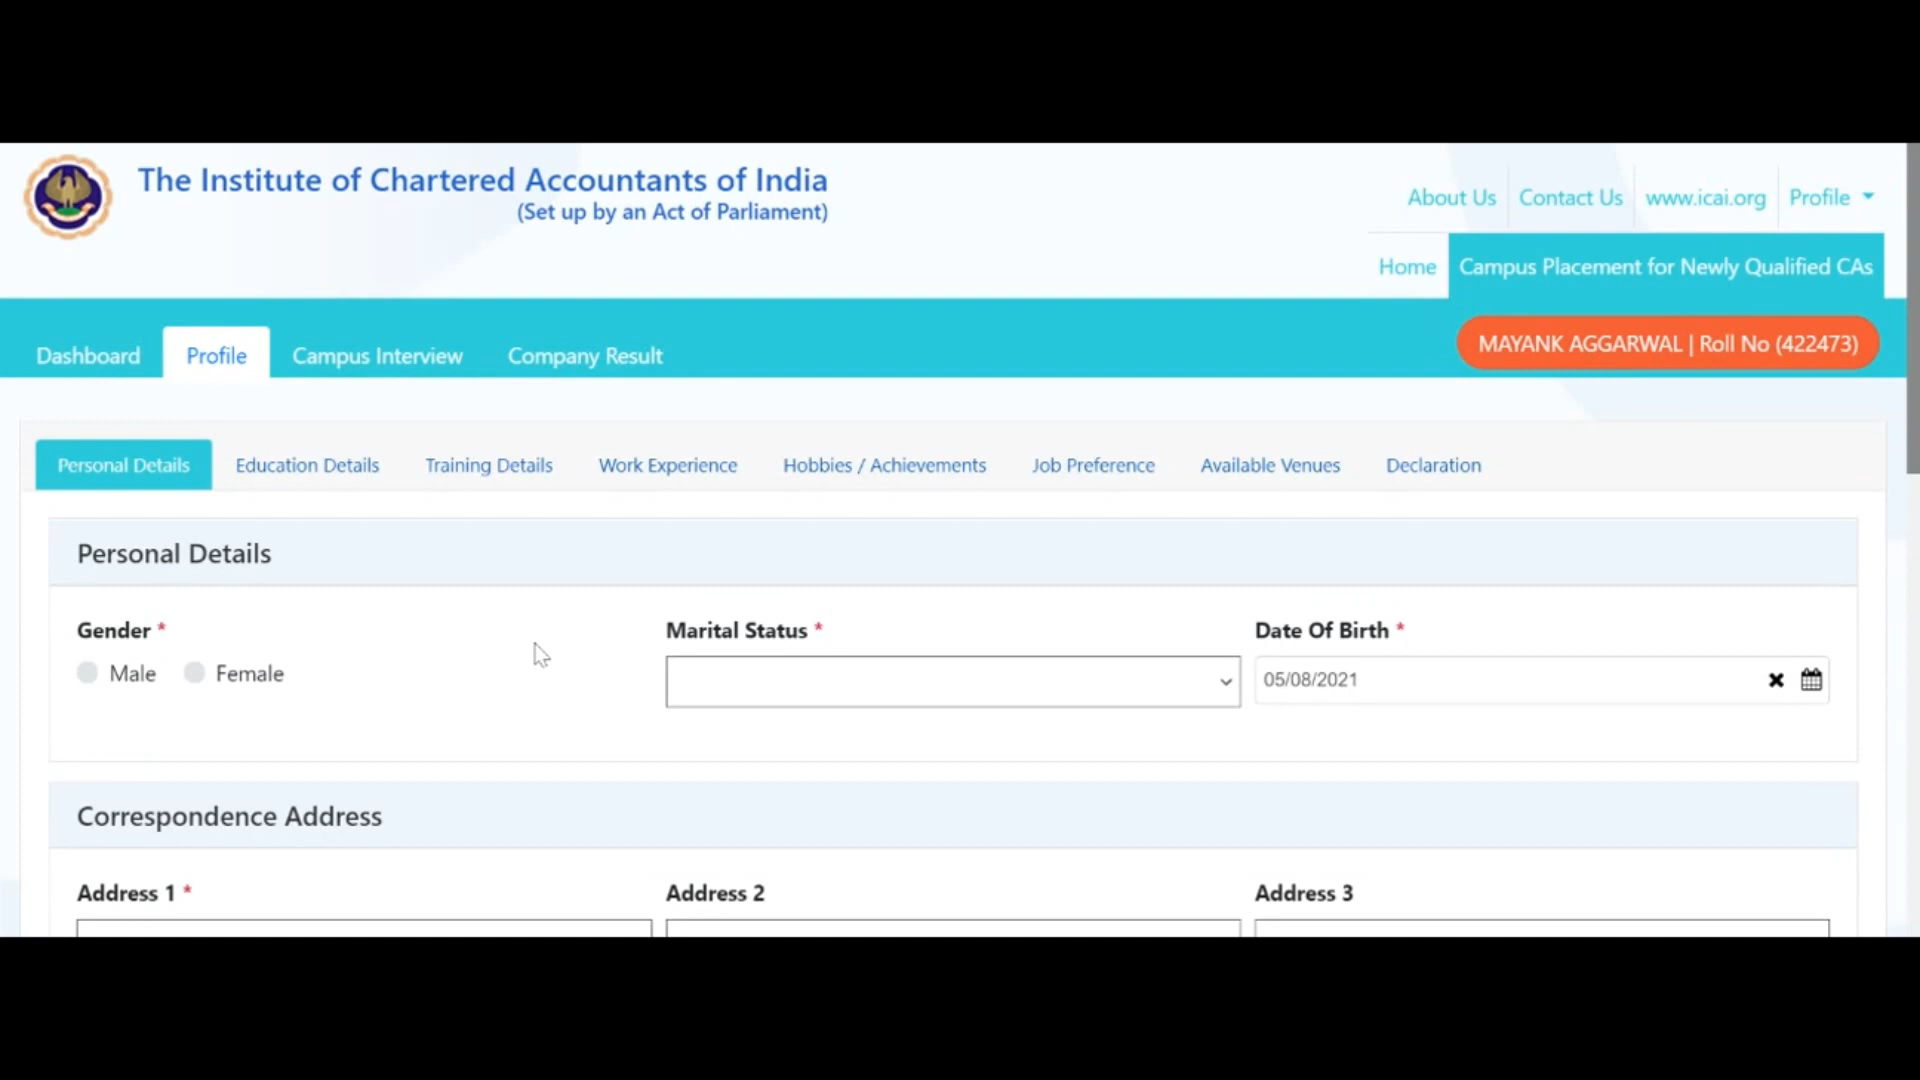 The Institute of Chartered Accountants of India
(Set up by an Act of Parliament)
About Us Contact Us www.icai.org Profile
Home Campus Placement for Newly Qualified CAs
Dashboard Profile Campus Interview Company Result
MAYANK AGGARWAL | Roll No (422473)
Personal Details Education Details Training Details Work Experience Hobbies / Achievements Job Preference Available Venues Declaration
Personal Details
Gender * Marital Status * Date Of Birth *
Male Female
05/08/2021
Correspondence Address
Address 1 * Address 2 Address 3